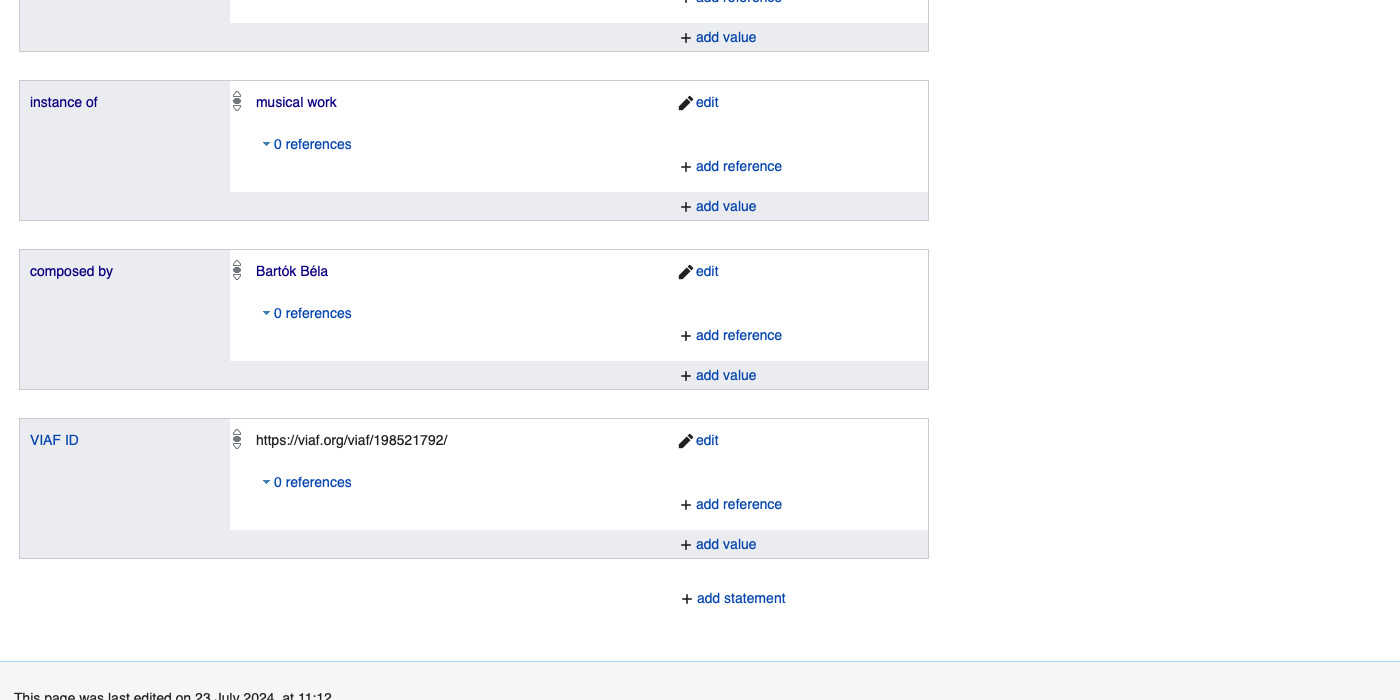 add reference
add value
instance of
musical work
edit
0 references
add reference
add value
composed by
Bartók Béla
edit
0 references
add reference
add value
VIAF ID
https://viaf.org/viaf/198521792/
edit
0 references
add reference
add value
add statement
This page was last edited on 23 July 2024, at 11:12.